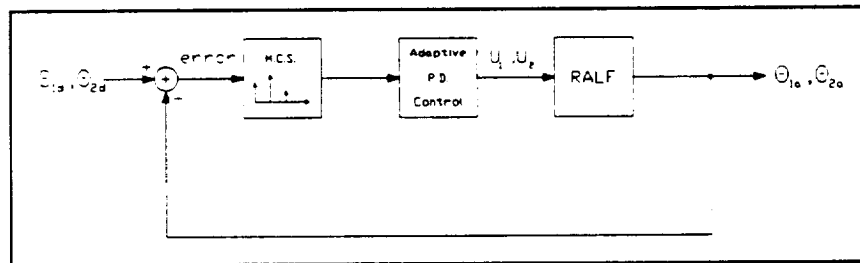 Θ1d, Θ2d
+
+
-
error
M.C.S.
Adaptive
P.D.
Control
U1, U2
RALF
Θ1a, Θ2a